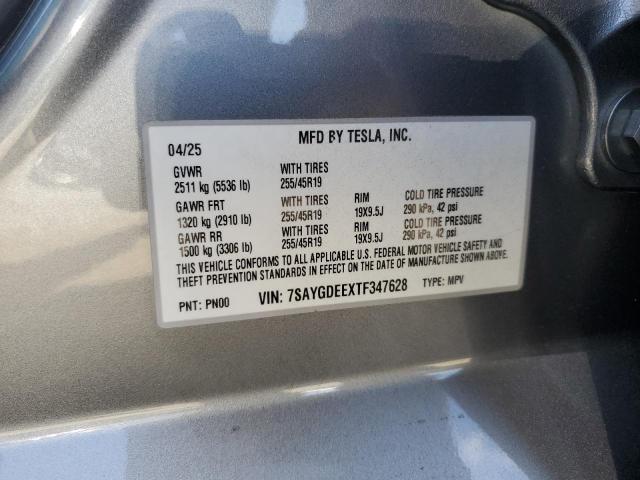 04/25 MFD BY TESLA, INC.
GVWR WITH TIRES
2511 kg (5536 lb) 255/45R19
GAWR FRT WITH TIRES RIM COLD TIRE PRESSURE
1320 kg (2910 lb) 255/45R19 19X9.5J 290 kPa, 42 psi
GAWR RR WITH TIRES RIM COLD TIRE PRESSURE
1500 kg (3306 lb) 255/45R19 19X9.5J 290 kPa, 42 psi
THIS VEHICLE CONFORMS TO ALL APPLICABLE U.S. FEDERAL MOTOR VEHICLE SAFETY AND
THEFT PREVENTION STANDARDS IN EFFECT ON THE DATE OF MANUFACTURE SHOWN ABOVE.
PNT: PN00 VIN: 7SAYGDEEXTF347628 TYPE: MPV